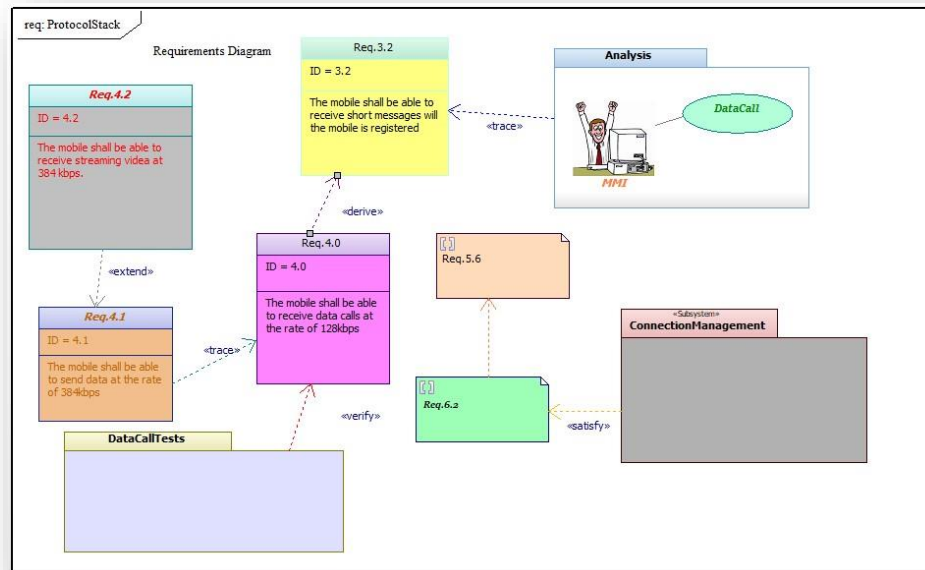 req: ProtocolStack
Requirements Diagram
Req.3.2
ID = 3.2
The mobile shall be able to
receive short messages will
the mobile is registered
Analysis
DataCall
MMI
«trace»
Req.4.2
ID = 4.2
The mobile shall be able to
receive streaming videa at
384 kbps.
«derive»
«extend»
Req.4.0
ID = 4.0
The mobile shall be able
to receive data calls at
the rate of 128kbps
Req.5.6
Req.4.1
ID = 4.1
The mobile shall be able
to send data at the rate
of 384kbps
«trace»
«Subsystem»
ConnectionManagement
Req.6.2
«satisfy»
«verify»
DataCallTests